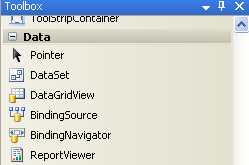 Toolbox
ToolStripContainer
Data
Pointer
DataSet
DataGridView
BindingSource
BindingNavigator
ReportViewer